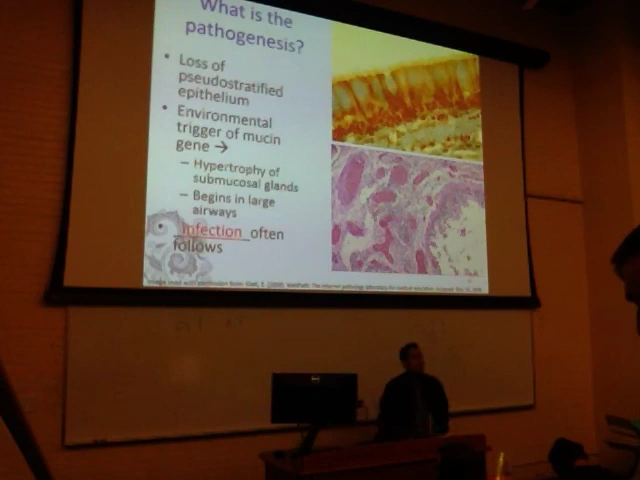 What is the
pathogenesis?
• Loss of
pseudostratified
epithelium
• Environmental
trigger of mucin
gene →
– Hypertrophy of
submucosal glands
– Begins in large
airways
infection often
follows